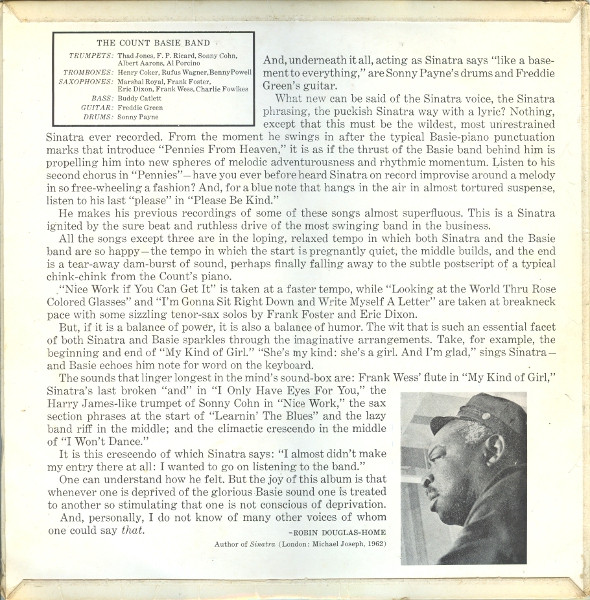 THE COUNT BASIE BAND
TRUMPETS: Thad Jones, F. P. Ricard, Sonny Cohn,
Albert Aarons, Al Porcino
TROMBONES: Henry Coker, Rufus Wagner, Benny Powell
SAXOPHONES: Marshal Royal, Frank Foster,
Eric Dixon, Frank Wess, Charlie Fowlkes
BASS: Buddy Catlett
GUITAR: Freddie Green
DRUMS: Sonny Payne
And, underneath it all, acting as Sinatra says “like a base-
ment to everything,” are Sonny Payne’s drums and Freddie
Green’s guitar.
What new can be said of the Sinatra voice, the Sinatra
phrasing, the puckish Sinatra way with a lyric? Nothing,
except that this must be the wildest, most unrestrained
Sinatra ever recorded. From the moment he swings in after the typical Basie-piano punctuation
marks that introduce “Pennies From Heaven,” it is as if the thrust of the Basie band behind him is
propelling him into new spheres of melodic adventurousness and rhythmic momentum. Listen to his
second chorus in “Pennies”—have you ever before heard Sinatra on record improvise around a melody
in so free-wheeling a fashion? And, for a blue note that hangs in the air in almost tortured suspense,
listen to his last “please” in “Please Be Kind.”
He makes his previous recordings of some of these songs almost superfluous. This is a Sinatra
ignited by the sure beat and ruthless drive of the most swinging band in the business.
All the songs except three are in the loping, relaxed tempo in which both Sinatra and the Basie
band are so happy—the tempo in which the start is pregnantly quiet, the middle builds, and the end
is a tear-away dam-burst of sound, perhaps finally falling away to the subtle postscript of a typical
chink-chink from the Count’s piano.
“Nice Work if You Can Get It” is taken at a faster tempo, while “Looking at the World Thru Rose
Colored Glasses” and “I’m Gonna Sit Right Down and Write Myself A Letter” are taken at breakneck
pace with some sizzling tenor-sax solos by Frank Foster and Eric Dixon.
But, if it is a balance of power, it is also a balance of humor. The wit that is such an essential facet
of both Sinatra and Basie sparkles through the imaginative arrangements. Take, for example, the
beginning and end of “My Kind of Girl.” “She’s my kind: she’s a girl. And I’m glad,” sings Sinatra—
and Basie echoes him note for word on the keyboard.
The sounds that linger longest in the mind’s sound-box are: Frank Wess’ flute in “My Kind of Girl,”
Sinatra’s last broken “and” in “I Only Have Eyes For You,” the
Harry James-like trumpet of Sonny Cohn in “Nice Work,” the sax
section phrases at the start of “Learnin’ The Blues” and the lazy
band riff in the middle; and the climactic crescendo in the middle
of “I Won’t Dance.”
It is this crescendo of which Sinatra says: “I almost didn’t make
my entry there at all: I wanted to go on listening to the band.”
One can understand how he felt. But the joy of this album is that
whenever one is deprived of the glorious Basie sound one is treated
to another so stimulating that one is not conscious of deprivation.
And, personally, I do not know of many other voices of whom
one could say that.
-ROBIN DOUGLAS-HOME
Author of Sinatra (London: Michael Joseph, 1962)